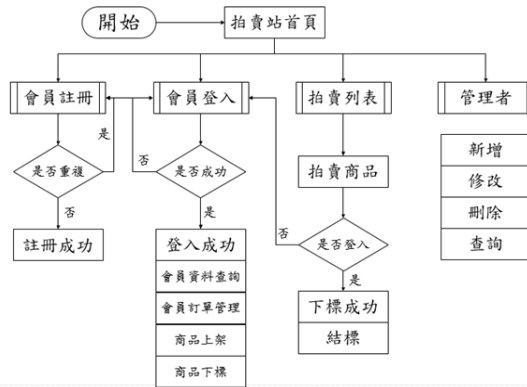 開始
拍賣站首頁
會員註冊
會員登入
拍賣列表
管理者
是
否
是否重複
是否成功
拍賣商品
新增
修改
刪除
查詢
否
是
否
是否登入
註冊成功
登入成功
會員資料查詢
會員訂單管理
商品上架
商品下標
是
下標成功
結標